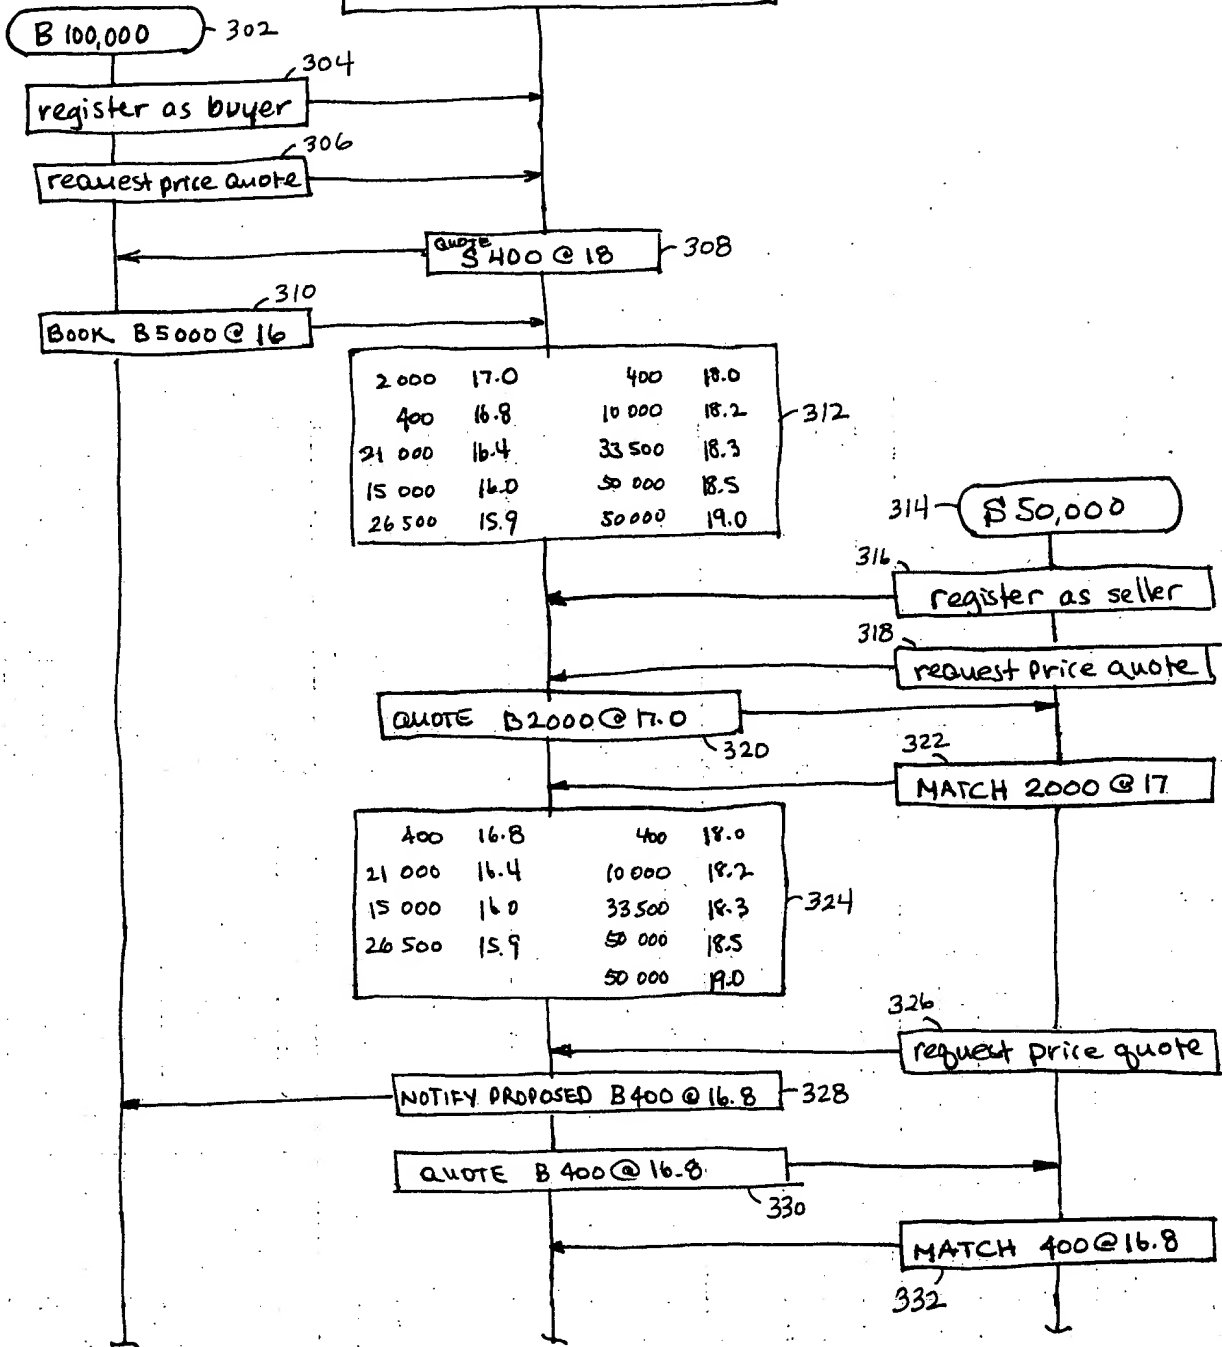 B 100,000 302
304
register as buyer
306
request price quote
QUOTE
S 400 @ 18 308
310
BOOK B 5000 @ 16
2 000 17.0 400 18.0
400 16.8 10 000 18.2
21 000 16.4 33 500 18.3
15 000 16.0 50 000 18.5
26 500 15.9 50 000 19.0
312
314 S 50,000
316
register as seller
318
request price quote
QUOTE B 2000 @ 17.0
320
322
MATCH 2000 @ 17
400 16.8 400 18.0
21 000 16.4 10 000 18.2
15 000 16.0 33 500 18.3
26 500 15.9 50 000 18.5
50 000 19.0
324
326
request price quote
NOTIFY PROPOSED B 400 @ 16.8 328
QUOTE B 400 @ 16.8
330
MATCH 400 @ 16.8
332